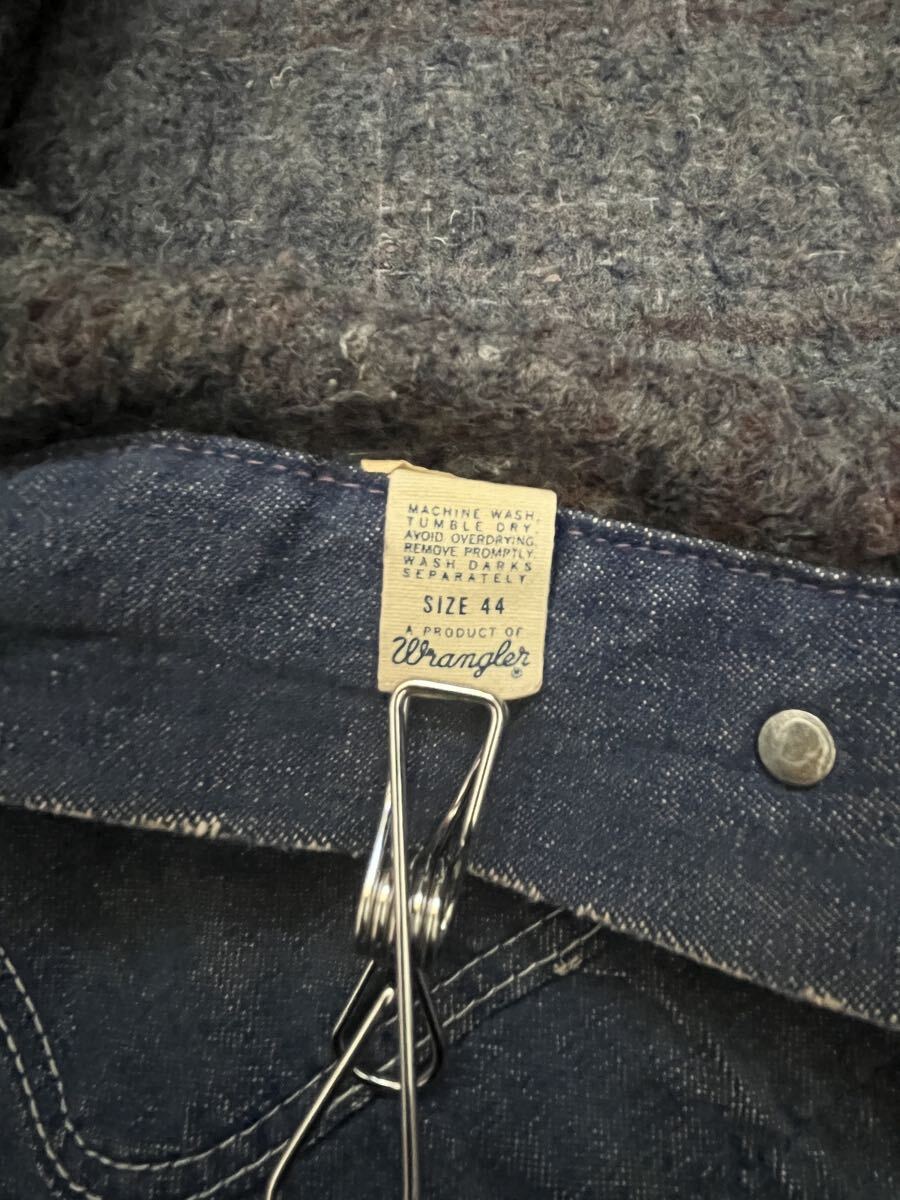 MACHINE WASH,
TUMBLE DRY
AVOID OVERDRYING.
REMOVE PROMPTLY.
WASH DARKS
SEPARATELY.
SIZE 44
A PRODUCT OF
Wrangler®